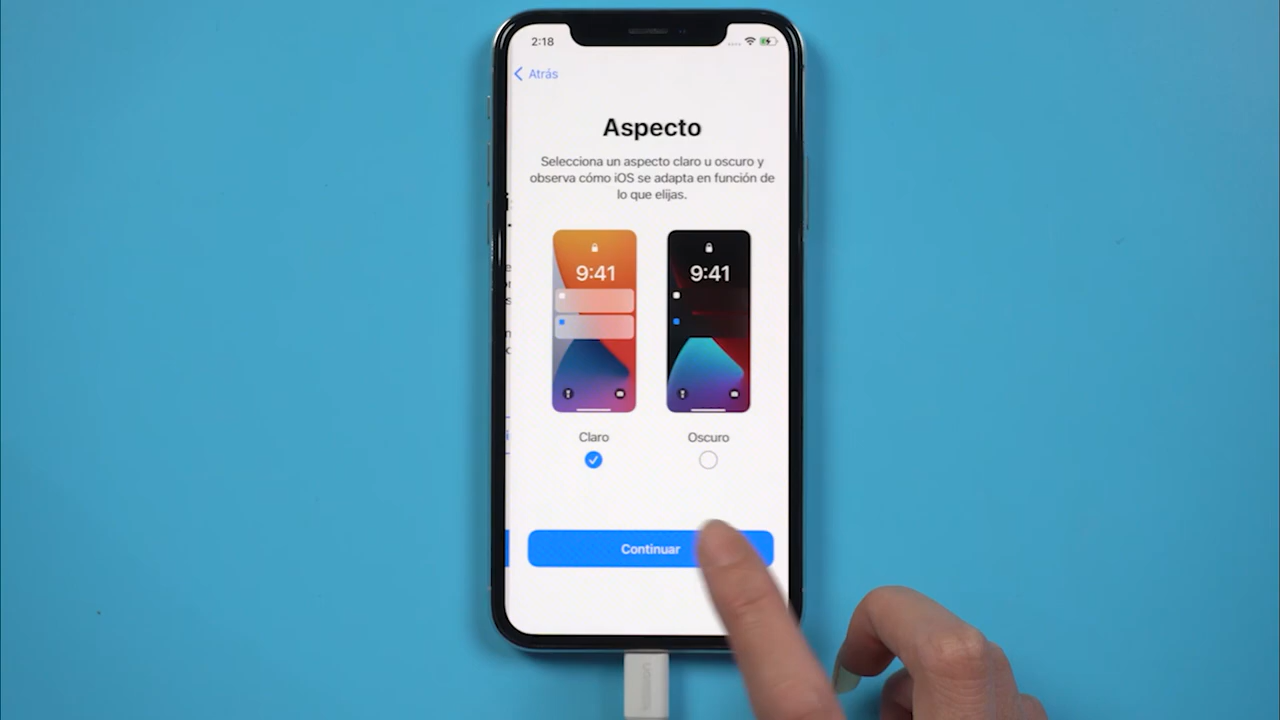 2:18
Atrás
Aspecto
Selecciona un aspecto claro u oscuro y
observa cómo iOS se adapta en función de
lo que elijas.
9:41
9:41
Claro
Oscuro
Continuar